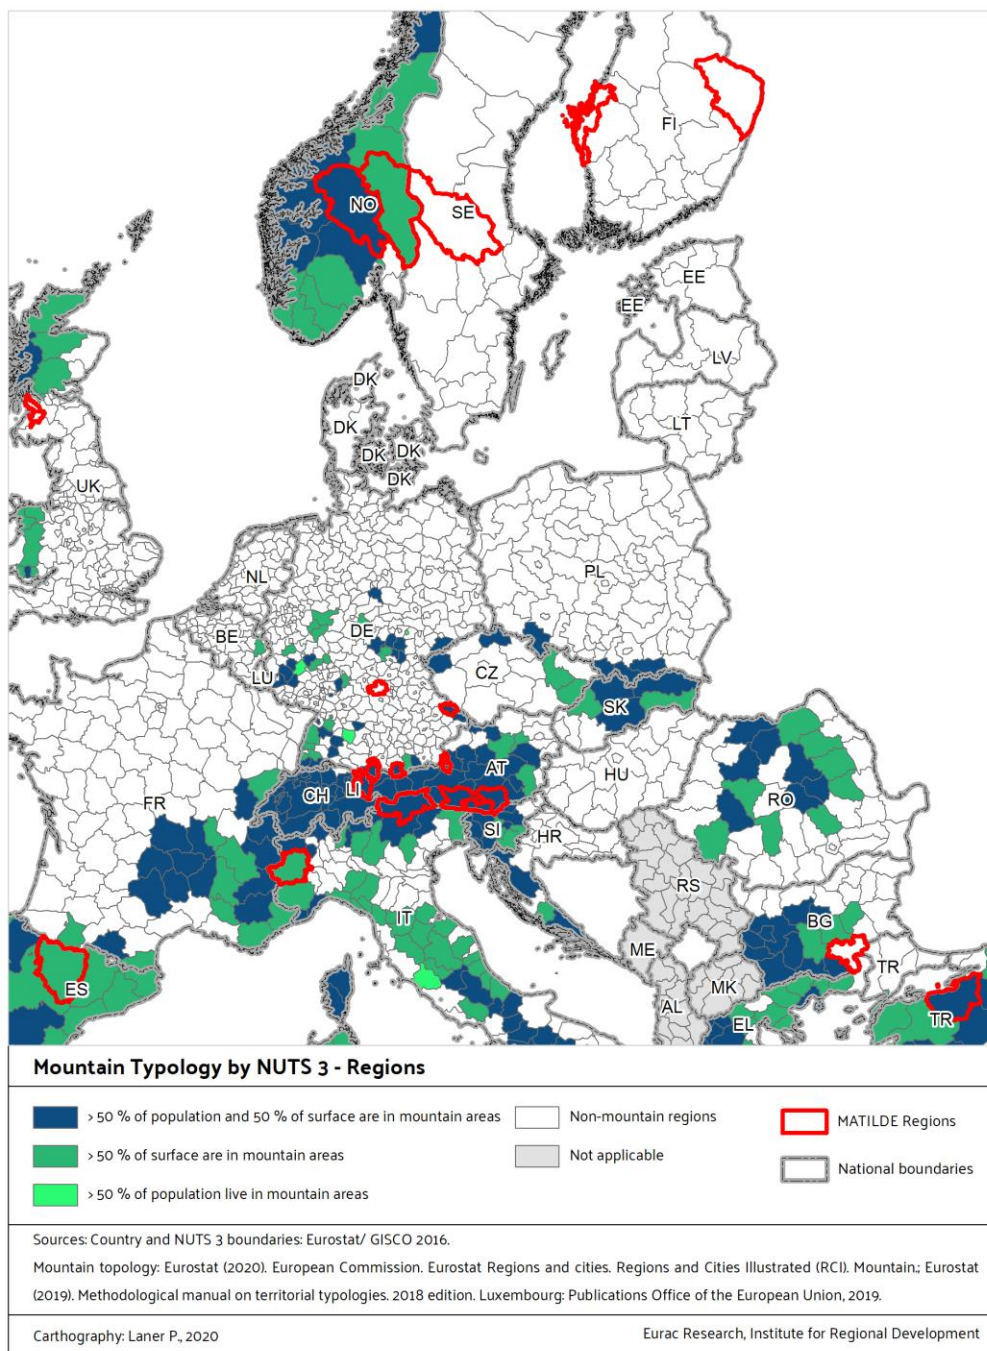 NO
SE
FI
EE
EE
LV
LT
DK
DK
DK
DK
DK
UK
NL
BE
LU
DE
PL
CZ
SK
FR
CH
LI
AT
HU
SI
HR
RO
IT
RS
BG
ME
MK
AL
TR
ES
EL
TR
Mountain Typology by NUTS 3 - Regions
> 50 % of population and 50 % of surface are in mountain areas
> 50 % of surface are in mountain areas
> 50 % of population live in mountain areas
Non-mountain regions
Not applicable
MATILDE Regions
National boundaries
Sources: Country and NUTS 3 boundaries: Eurostat/ GISCO 2016.
Mountain topology: Eurostat (2020). European Commission. Eurostat Regions and cities. Regions and Cities Illustrated (RCI). Mountain.; Eurostat
(2019). Methodological manual on territorial typologies. 2018 edition. Luxembourg: Publications Office of the European Union, 2019.
Carthography: Laner P., 2020
Eurac Research, Institute for Regional Development